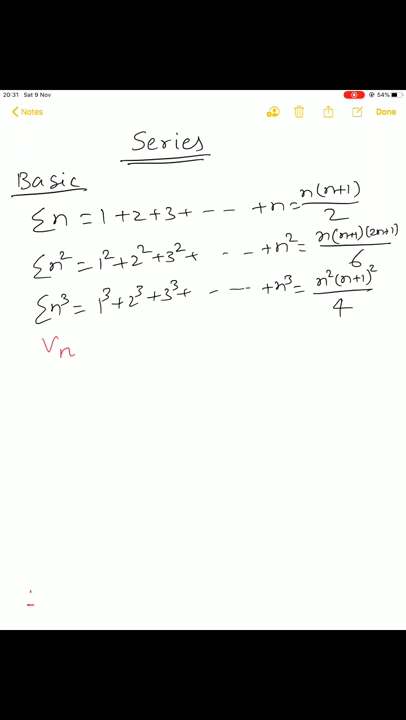 20:31 Sat 9 Nov 54%
Notes Done
Series
Basic
Σn = 1+2+3+ -- -- +n = n(n+1)/2
Σn² = 1²+2²+3²+ -- -- +n² = n(n+1)(2n+1)/6
Σn³ = 1³+2³+3³+ -- -- +n³ = n²(n+1)²/4
Vn